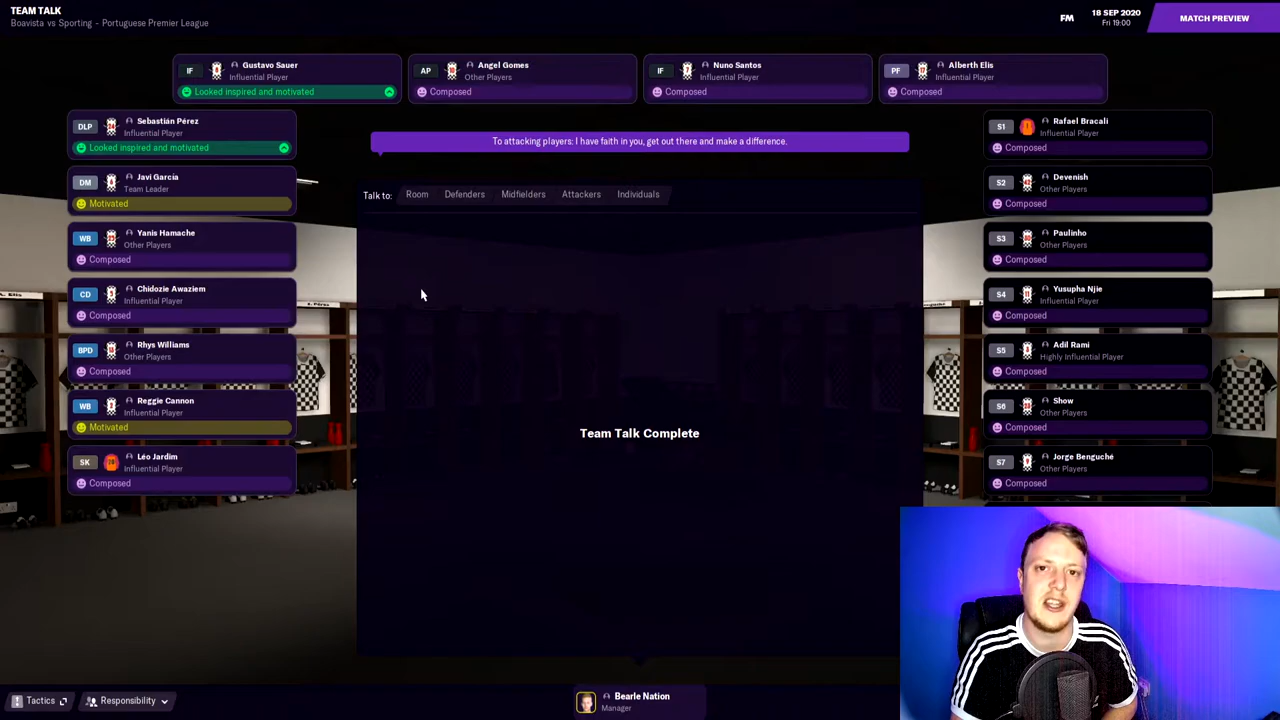 TEAM TALK
Boavista vs Sporting - Portuguese Premier League
FM
18 SEP 2020
Fri 19:00
MATCH PREVIEW
IF
Gustavo Sauer
Influential Player
Looked inspired and motivated
AP
Angel Gomes
Other Players
Composed
IF
Nuno Santos
Influential Player
Composed
PF
Alberth Elis
Influential Player
Composed
DLP
Sebastián Pérez
Influential Player
Looked inspired and motivated
DM
Javi García
Team Leader
Motivated
WB
Yanis Hamache
Other Players
Composed
CD
Chidozie Awaziem
Influential Player
Composed
BPD
Rhys Williams
Other Players
Composed
WB
Reggie Cannon
Influential Player
Motivated
SK
Léo Jardim
Influential Player
Composed
To attacking players: I have faith in you, get out there and make a difference.
Talk to: Room Defenders Midfielders Attackers Individuals
Team Talk Complete
S1
Rafael Bracali
Influential Player
Composed
S2
Devenish
Other Players
Motivated
S3
Paulinho
Other Players
Composed
S4
Yusupha Njie
Influential Player
Composed
S5
Adil Rami
Highly Influential Player
Composed
S6
Show
Other Players
Composed
S7
Jorge Benguché
Other Players
Composed
Tactics
Responsibility
Bearle Nation
Manager